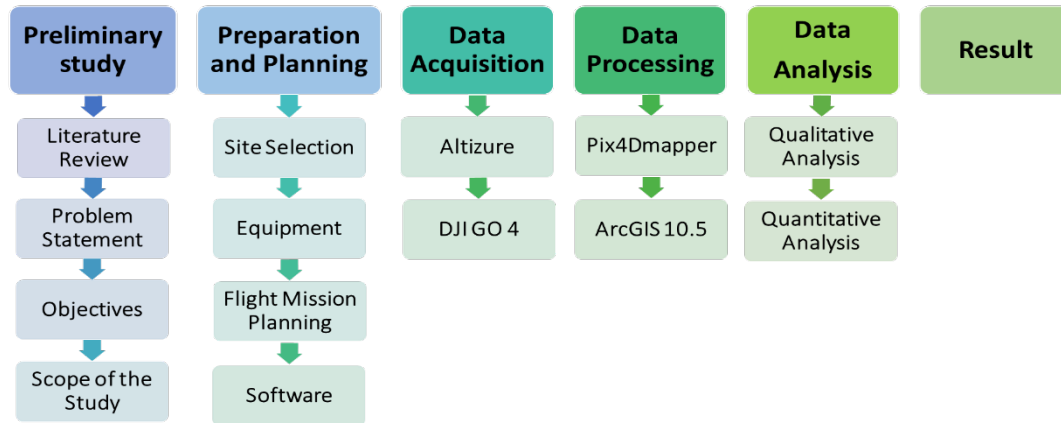 Preliminary
study
Literature
Review
Problem
Statement
Objectives
Scope of the
Study
Preparation
and Planning
Site Selection
Equipment
Flight Mission
Planning
Software
Data
Acquisition
Altizure
DJI GO 4
Data
Processing
Pix4Dmapper
ArcGIS 10.5
Data
Analysis
Qualitative
Analysis
Quantitative
Analysis
Result